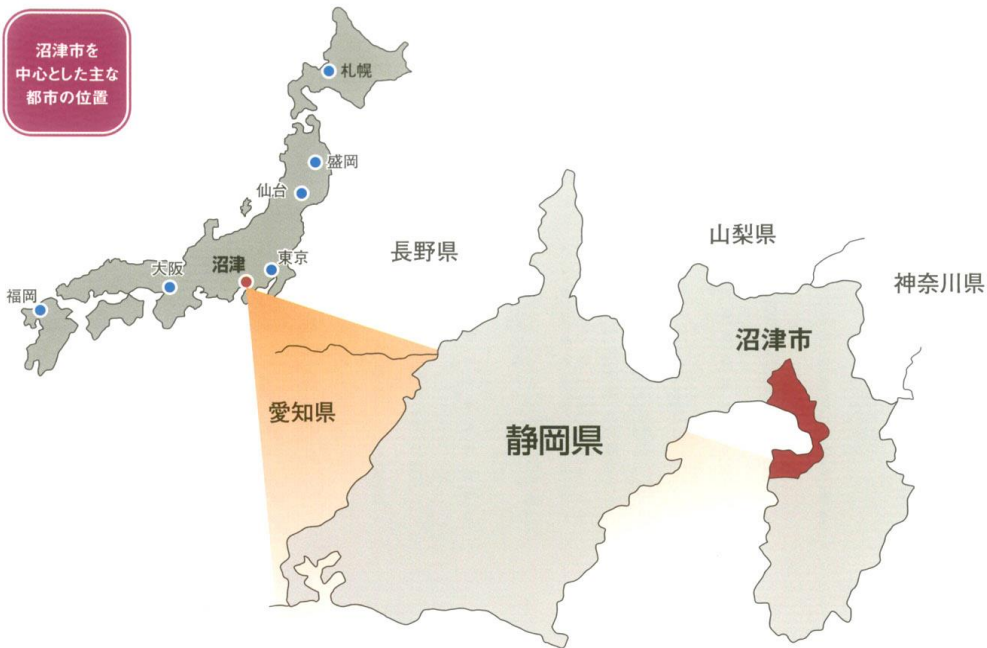 沼津市を
中心とした主な
都市の位置
札幌
盛岡
仙台
東京
沼津
大阪
福岡
長野県
山梨県
神奈川県
沼津市
愛知県
静岡県